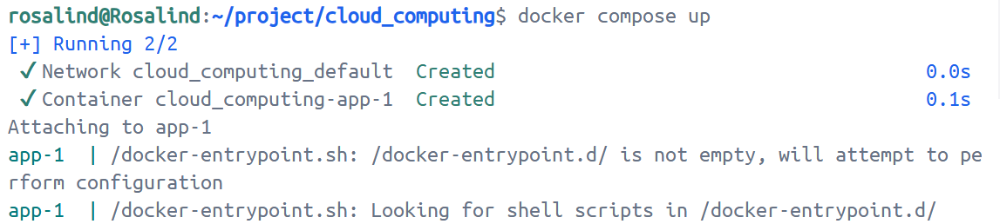 rosalind@Rosalind:~/project/cloud_computing$ docker compose up
[+] Running 2/2
✓ Network cloud_computing_default  Created 0.0s
✓ Container cloud_computing-app-1  Created 0.1s
Attaching to app-1
app-1  | /docker-entrypoint.sh: /docker-entrypoint.d/ is not empty, will attempt to pe
rform configuration
app-1  | /docker-entrypoint.sh: Looking for shell scripts in /docker-entrypoint.d/